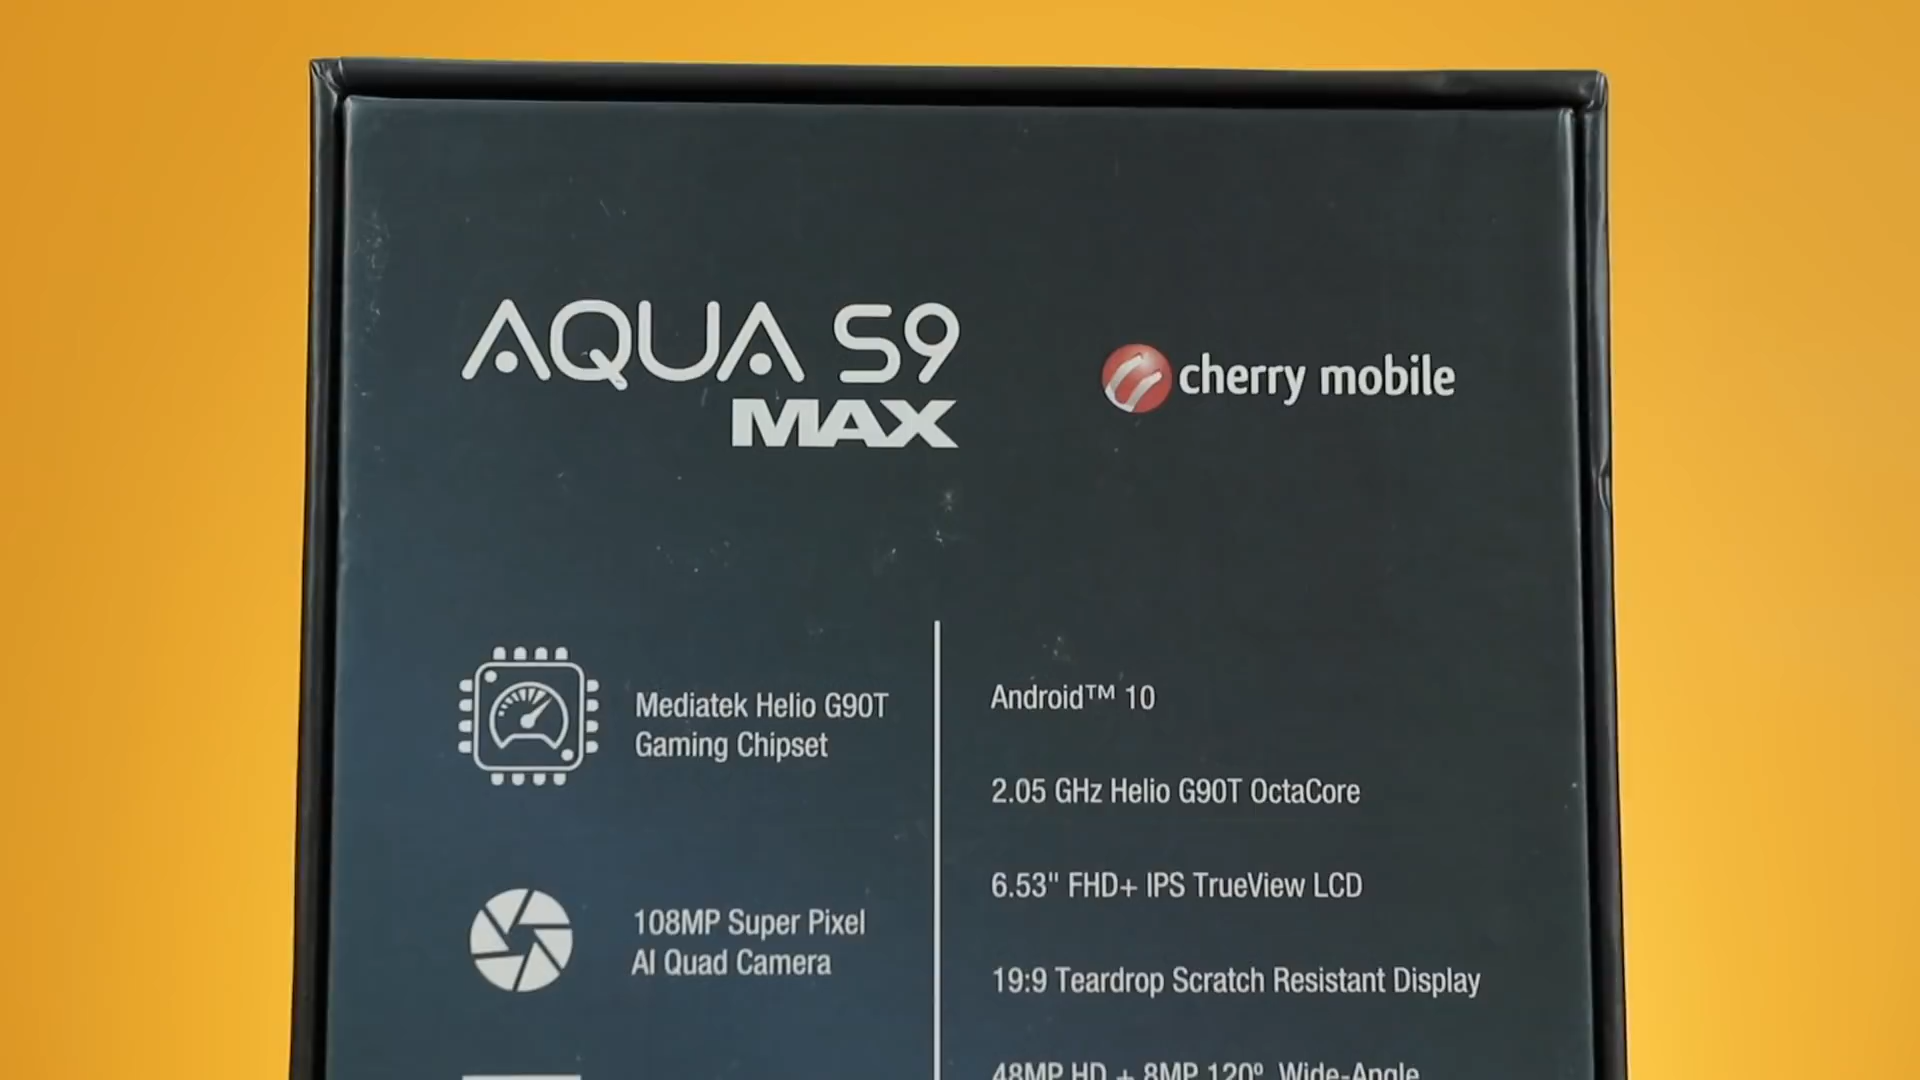 AQUA S9
MAX
cherry mobile
Mediatek Helio G90T
Gaming Chipset
108MP Super Pixel
AI Quad Camera
Android™ 10
2.05 GHz Helio G90T OctaCore
6.53" FHD+ IPS TrueView LCD
19:9 Teardrop Scratch Resistant Display
48MP HD + 8MP 120º Wide-Angle